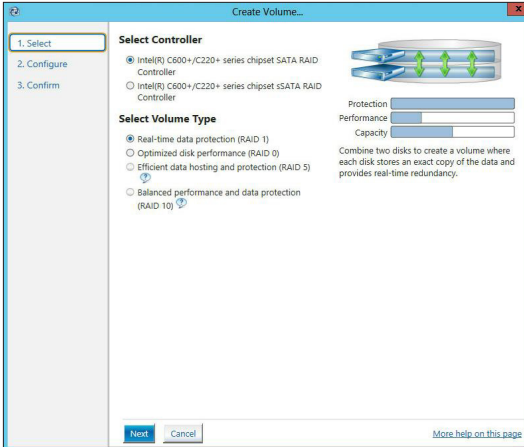 Create Volume...
x
1. Select
2. Configure
3. Confirm
Select Controller
Intel(R) C600+/C220+ series chipset SATA RAID
Controller
Intel(R) C600+/C220+ series chipset sSATA RAID
Controller
Select Volume Type
Real-time data protection (RAID 1)
Optimized disk performance (RAID 0)
Efficient data hosting and protection (RAID 5)
?
Balanced performance and data protection
(RAID 10) ?
Protection
Performance
Capacity
Combine two disks to create a volume where
each disk stores an exact copy of the data and
provides real-time redundancy.
Next
Cancel
More help on this page